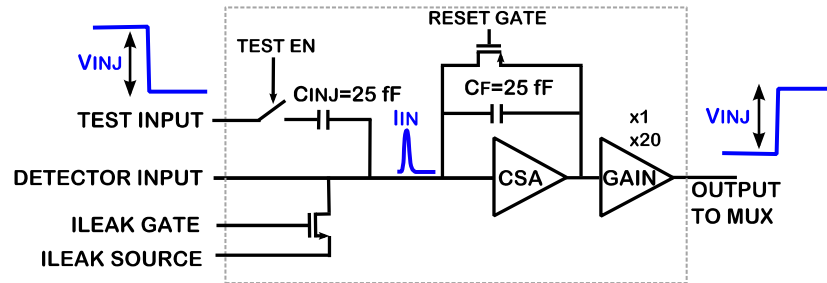 RESET GATE
VINJ
TEST EN
CINJ=25 fF
CF=25 fF
TEST INPUT
IIN
x1
x20
VINJ
DETECTOR INPUT
CSA
GAIN
OUTPUT
TO MUX
ILEAK GATE
ILEAK SOURCE